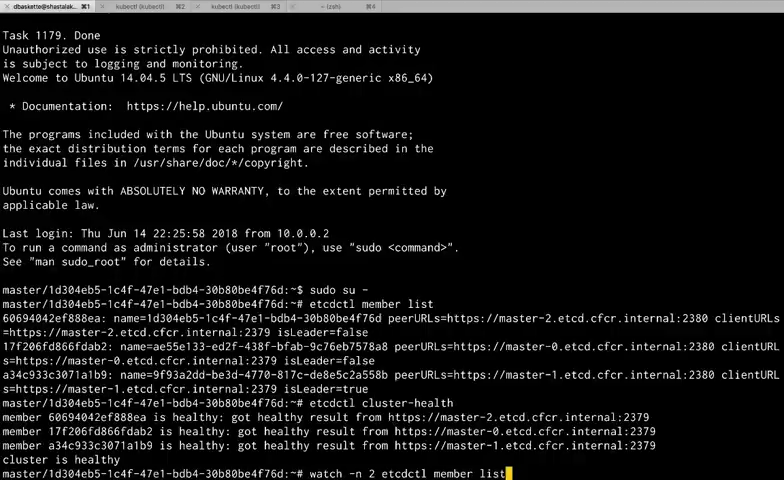 dbaskette@shastalak... ⌘1 kubectl (kubectl) ⌘2 kubectl (kubectl) ⌘3 ~ (zsh) ⌘4
Task 1179. Done
Unauthorized use is strictly prohibited. All access and activity
is subject to logging and monitoring.
Welcome to Ubuntu 14.04.5 LTS (GNU/Linux 4.4.0-127-generic x86_64)
* Documentation: https://help.ubuntu.com/
The programs included with the Ubuntu system are free software;
the exact distribution terms for each program are described in the
individual files in /usr/share/doc/*/copyright.
Ubuntu comes with ABSOLUTELY NO WARRANTY, to the extent permitted by
applicable law.
Last login: Thu Jun 14 22:25:58 2018 from 10.0.0.2
To run a command as administrator (user "root"), use "sudo <command>".
See "man sudo_root" for details.
master/1d304eb5-1c4f-47e1-bdb4-30b80be4f76d:~$ sudo su -
master/1d304eb5-1c4f-47e1-bdb4-30b80be4f76d:~# etcdctl member list
60694042ef888ea: name=1d304eb5-1c4f-47e1-bdb4-30b80be4f76d peerURLs=https://master-2.etcd.cfcr.internal:2380 clientURLs
=https://master-2.etcd.cfcr.internal:2379 isLeader=false
17f206fd866fdab2: name=ae55e133-ed2f-438f-bfab-9c76eb7578a8 peerURLs=https://master-0.etcd.cfcr.internal:2380 clientURL
s=https://master-0.etcd.cfcr.internal:2379 isLeader=false
a34c933c3071a1b9: name=9f93a2dd-be3d-4770-817c-de8e5c2a558b peerURLs=https://master-1.etcd.cfcr.internal:2380 clientURL
s=https://master-1.etcd.cfcr.internal:2379 isLeader=true
master/1d304eb5-1c4f-47e1-bdb4-30b80be4f76d:~# etcdctl cluster-health
member 60694042ef888ea is healthy: got healthy result from https://master-2.etcd.cfcr.internal:2379
member 17f206fd866fdab2 is healthy: got healthy result from https://master-0.etcd.cfcr.internal:2379
member a34c933c3071a1b9 is healthy: got healthy result from https://master-1.etcd.cfcr.internal:2379
cluster is healthy
master/1d304eb5-1c4f-47e1-bdb4-30b80be4f76d:~# watch -n 2 etcdctl member list